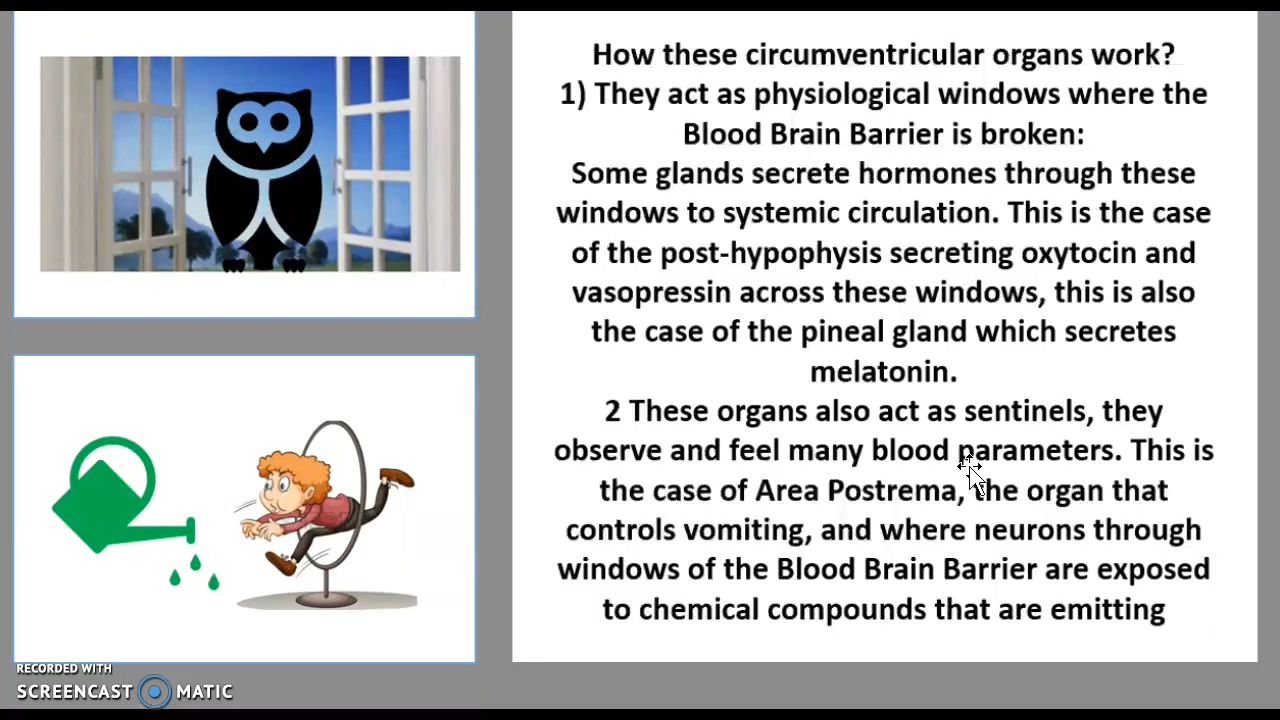 How these circumventricular organs work?
1) They act as physiological windows where the
Blood Brain Barrier is broken:
Some glands secrete hormones through these
windows to systemic circulation. This is the case
of the post-hypophysis secreting oxytocin and
vasopressin across these windows, this is also
the case of the pineal gland which secretes
melatonin.
2 These organs also act as sentinels, they
observe and feel many blood parameters. This is
the case of Area Postrema, the organ that
controls vomiting, and where neurons through
windows of the Blood Brain Barrier are exposed
to chemical compounds that are emitting
RECORDED WITH
SCREENCAST MATIC